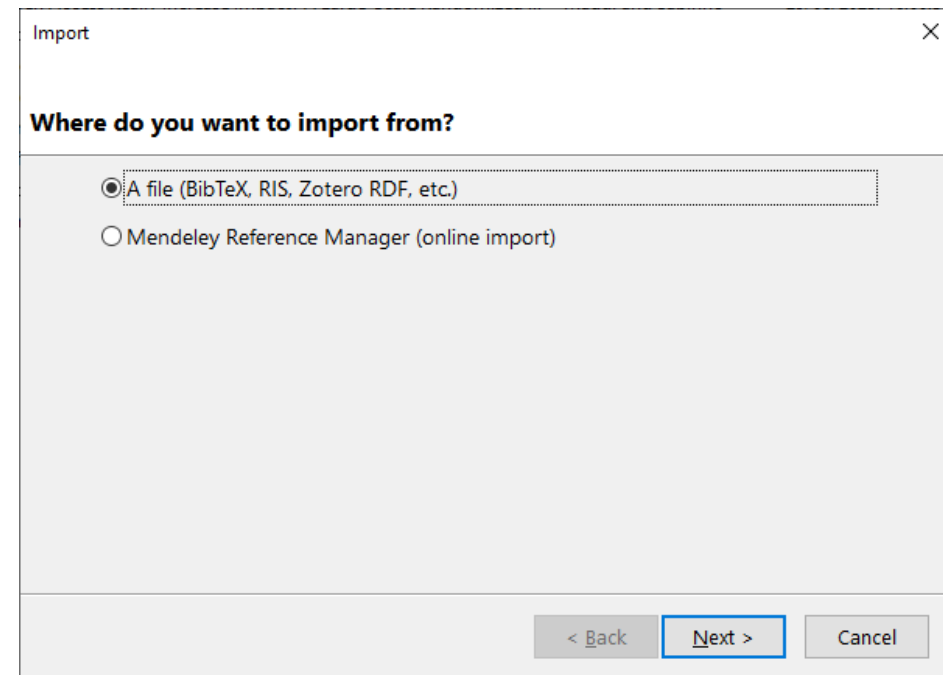 Import
Where do you want to import from?
A file (BibTeX, RIS, Zotero RDF, etc.)
Mendeley Reference Manager (online import)
< Back
Next >
Cancel